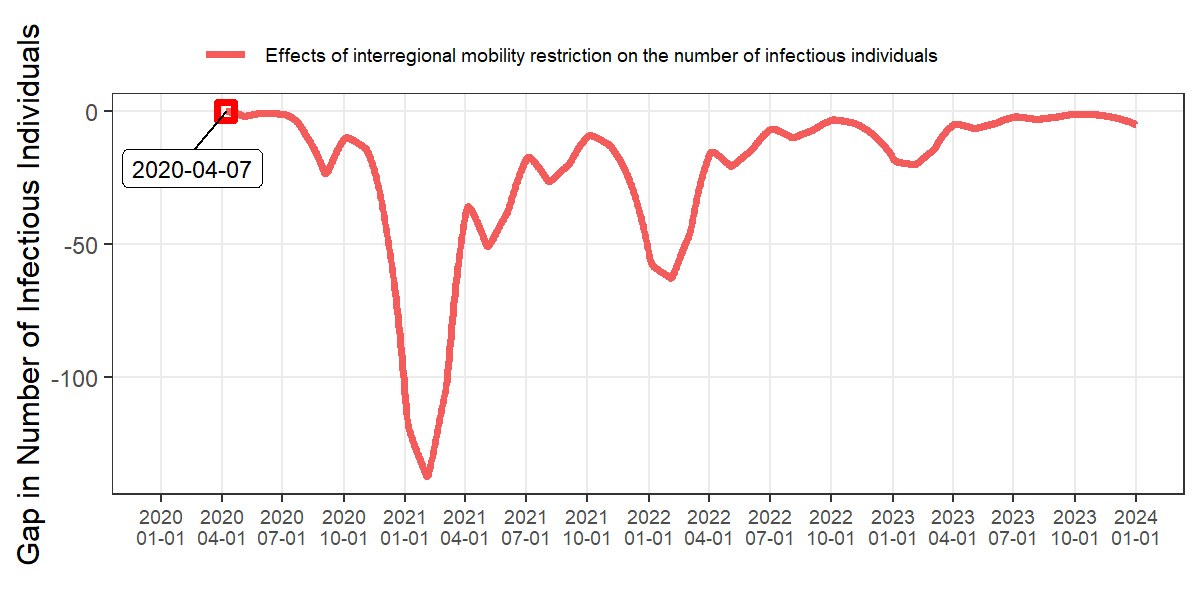 Effects of interregional mobility restriction on the number of infectious individuals
Gap in Number of Infectious Individuals
0
-50
-100
2020-04-07
2020 2020 2020 2020 2021 2021 2021 2021 2022 2022 2022 2022 2023 2023 2023 2023 2024
01-01 04-01 07-01 10-01 01-01 04-01 07-01 10-01 01-01 04-01 07-01 10-01 01-01 04-01 07-01 10-01 01-01